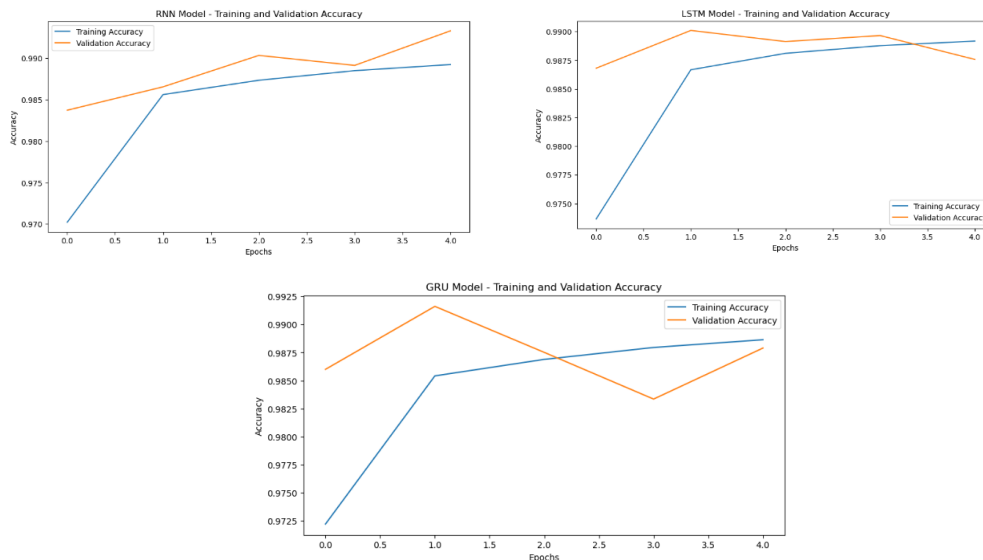 RNN Model - Training and Validation Accuracy
Training Accuracy
Validation Accuracy
0.990
0.985
0.980
0.975
0.970
Accuracy
0.0 0.5 1.0 1.5 2.0 2.5 3.0 3.5 4.0
Epochs
LSTM Model - Training and Validation Accuracy
0.9900
0.9875
0.9850
0.9825
0.9800
0.9775
0.9750
Accuracy
Training Accuracy
Validation Accuracy
0.0 0.5 1.0 1.5 2.0 2.5 3.0 3.5 4.0
Epochs
GRU Model - Training and Validation Accuracy
Training Accuracy
Validation Accuracy
0.9925
0.9900
0.9875
0.9850
0.9825
0.9800
0.9775
0.9750
0.9725
Accuracy
0.0 0.5 1.0 1.5 2.0 2.5 3.0 3.5 4.0
Epochs